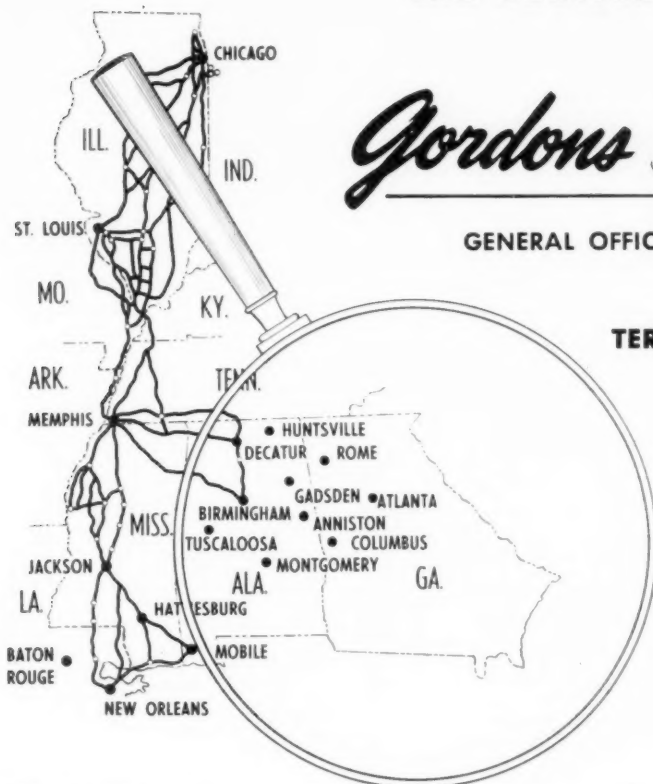 CHICAGO
Gordons
ILL.
IND.
ST. LOUIS
GENERAL OFFIC
MO.
KY.
TER
ARK.
TENN.
MEMPHIS
HUNTSVILLE
DECATUR
ROME
GADSDEN
ATLANTA
BIRMINGHAM
ANNISTON
MISS.
TUSCALOOSA
COLUMBUS
JACKSON
MONTGOMERY
ALA.
GA.
LA.
HATTIESBURG
BATON
ROUGE
MOBILE
NEW ORLEANS